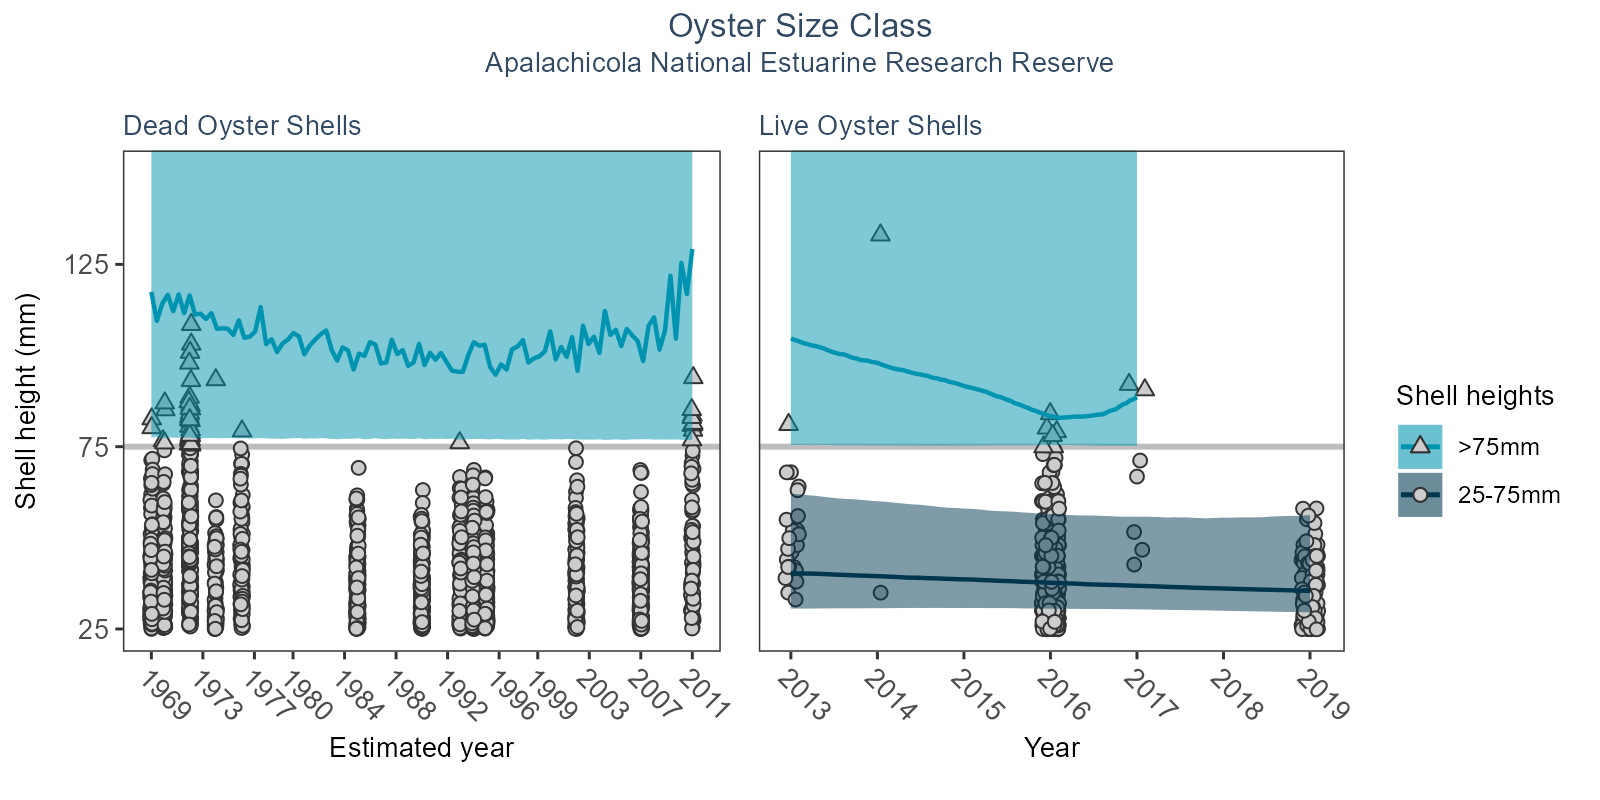 Oyster Size Class
Apalachicola National Estuarine Research Reserve
Dead Oyster Shells
Live Oyster Shells
Shell height (mm)
125
75
25
1969
1973
1977
1980
1984
1988
1992
1996
1999
2003
2007
2011
Estimated year
2013
2014
2015
2016
2017
2018
2019
Year
Shell heights
>75mm
25-75mm